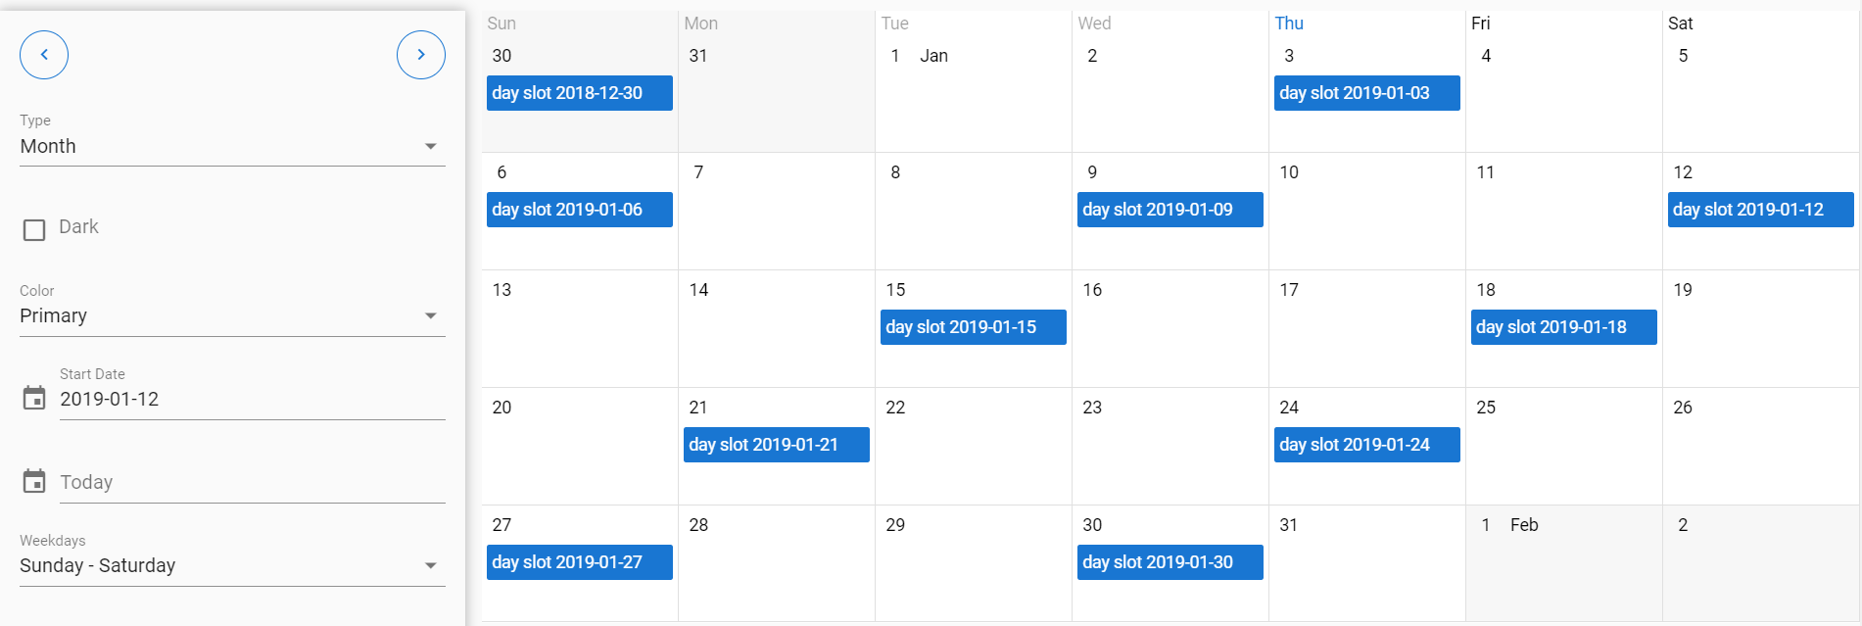 Type
Month
Dark
Color
Primary
Start Date
2019-01-12
Today
Weekdays
Sunday - Saturday
Sun Mon Tue Wed Thu Fri Sat
30 31 1 Jan 2 3 4 5
day slot 2018-12-30 day slot 2019-01-03
6 7 8 9 10 11 12
day slot 2019-01-06 day slot 2019-01-09 day slot 2019-01-12
13 14 15 16 17 18 19
day slot 2019-01-15 day slot 2019-01-18
20 21 22 23 24 25 26
day slot 2019-01-21 day slot 2019-01-24
27 28 29 30 31 1 Feb 2
day slot 2019-01-27 day slot 2019-01-30